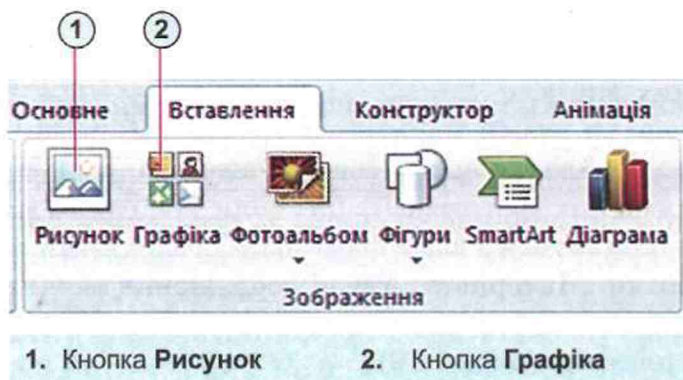 1 2
Основне Вставлення Конструктор Анімація
Рисунок Графіка Фотоальбом Фігури SmartArt Діаграма
Зображення
1. Кнопка Рисунок 2. Кнопка Графіка